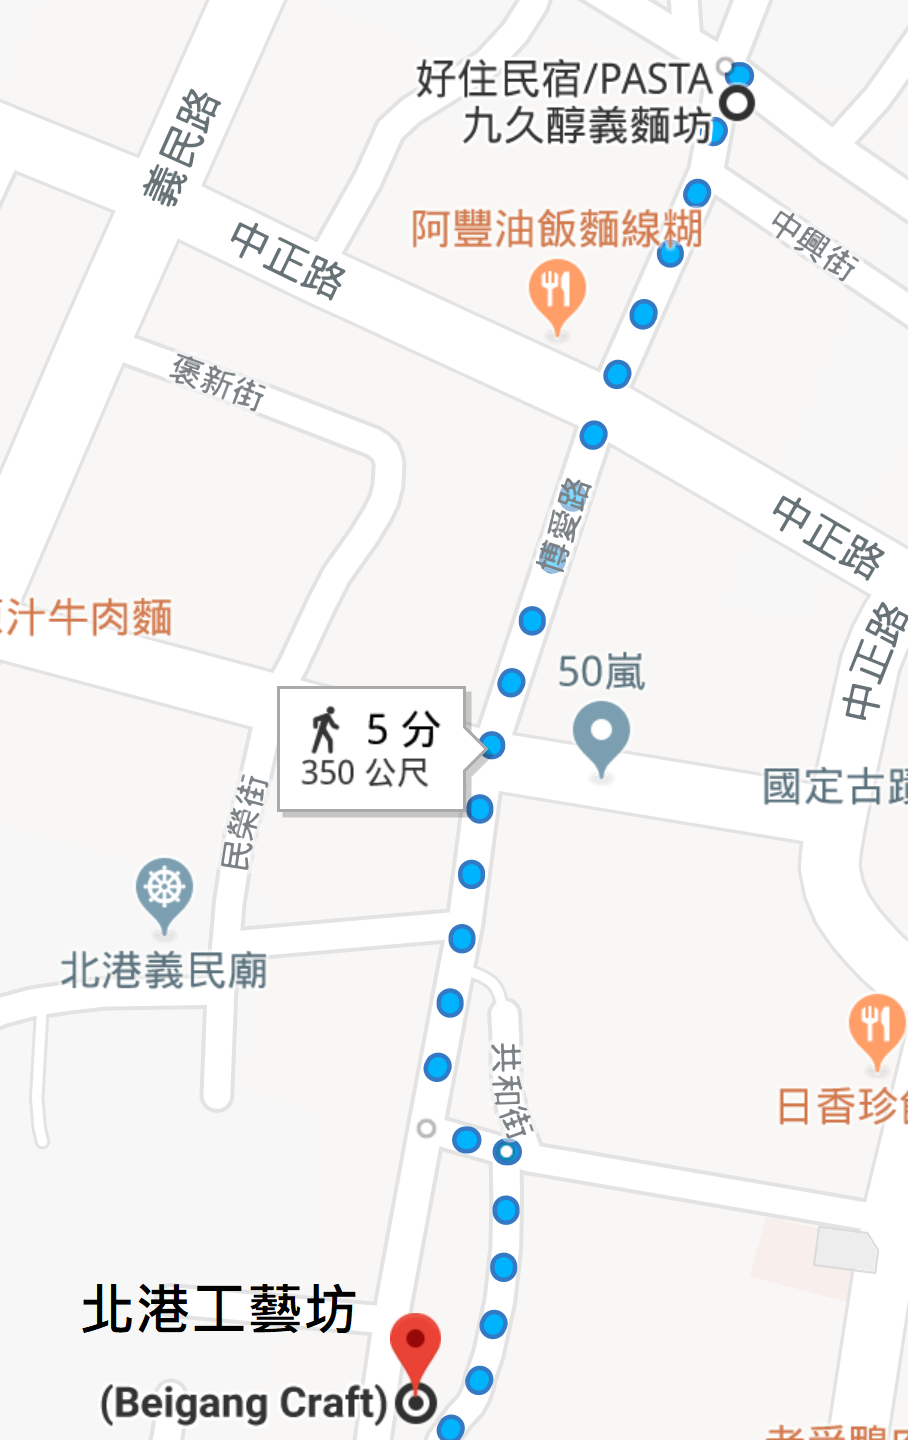 好住民宿/PASTA
九久醇義麵坊
義民路
阿豐油飯麵線糊
中興街
中正路
褒新街
中正路
博愛路
汁牛肉麵
中正路
50嵐
5 分
350 公尺
國定古蹟
民榮街
北港義民廟
共和街
日香珍
北港工藝坊
(Beigang Craft)